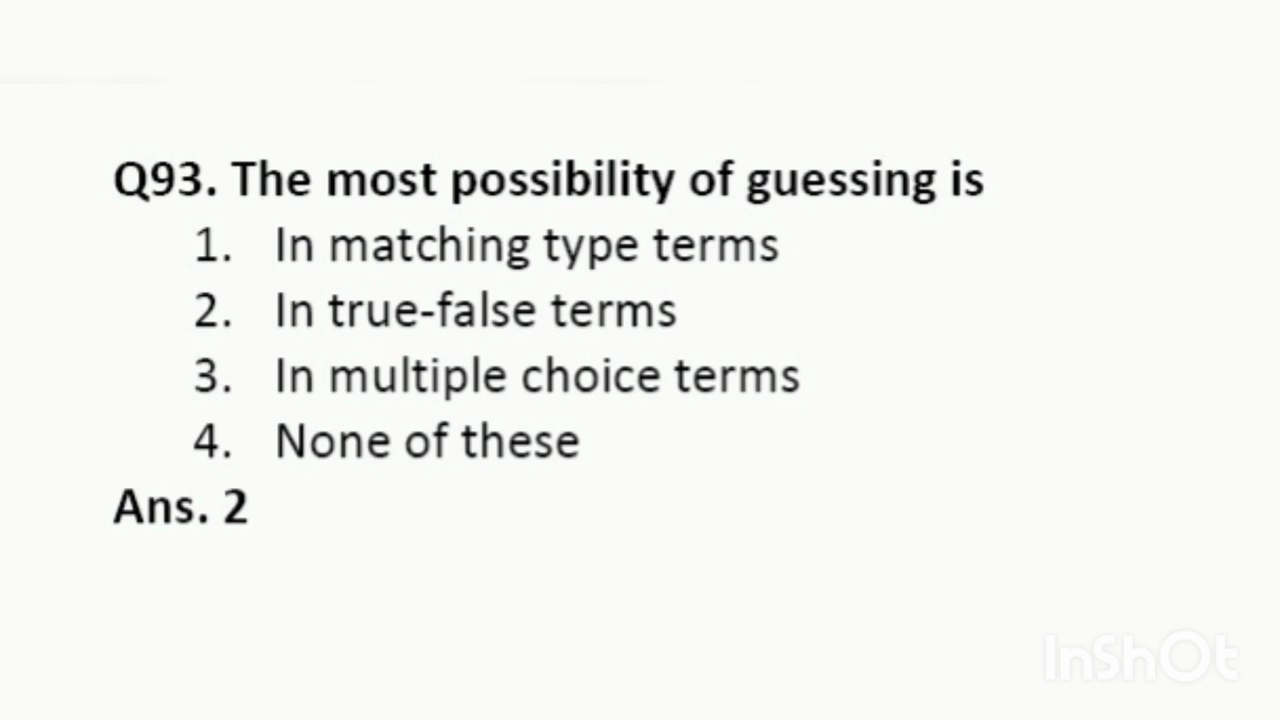 Q93. The most possibility of guessing is
1. In matching type terms
2. In true-false terms
3. In multiple choice terms
4. None of these
Ans. 2
InShOt